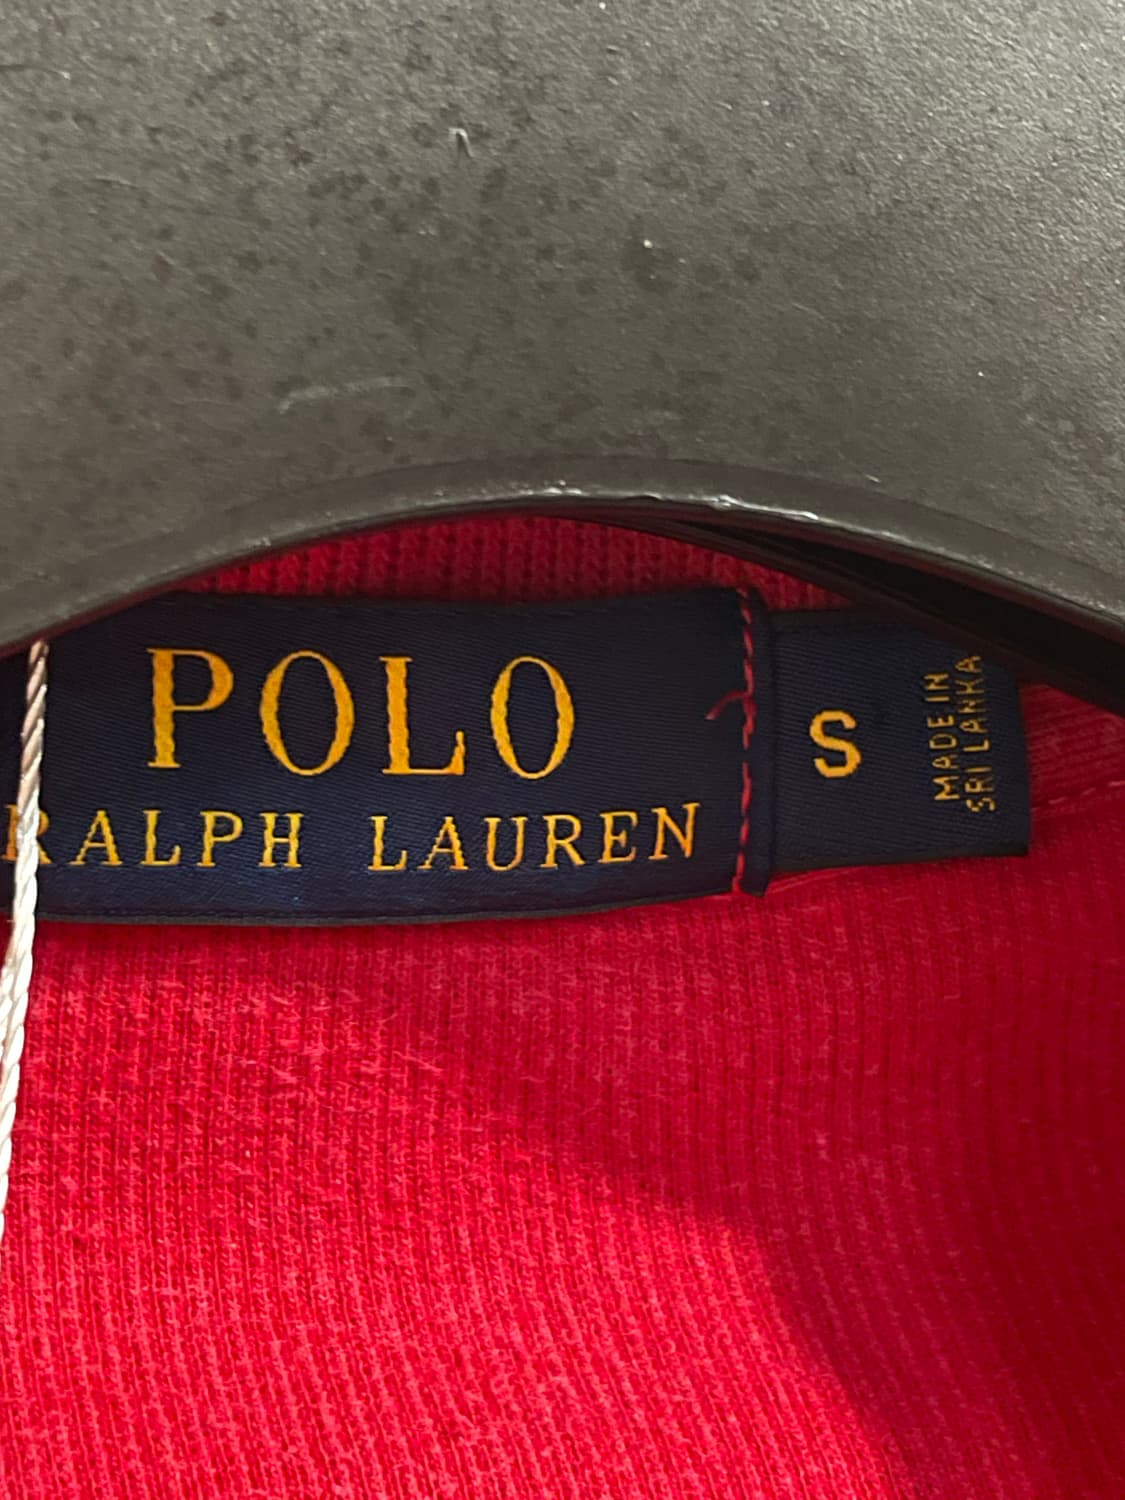 POLO
RALPH LAUREN
S
MADE IN
SRI LANKA